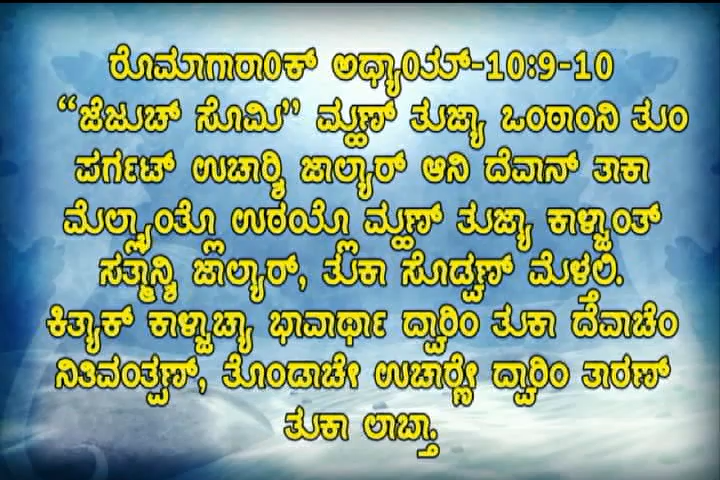 ರೊಮಾಗಾರಾಂಕ್ ಅಧ್ಯಾಂಯ್-10:9-10
“ಜೆಜುಚ್ ಸೊಮಿ” ಮ್ಹಣ್ ತುಜ್ಯಾ ಒಂಠಾಂನಿ ತುಂ
ಪರ್ಗಟ್ ಉಚಾರ್ಶಿ ಜಾಲ್ಯಾರ್ ಆನಿ ದೆವಾನ್ ತಾಕಾ
ಮೆಲ್ಲ್ಯಾಂತ್ಲೊ ಉಠಯ್ಲೊ ಮ್ಹಣ್ ತುಜ್ಯಾ ಕಾಳ್ಜಾಂತ್
ಸತ್ಮಾನ್ಶಿ ಜಾಲ್ಯಾರ್, ತುಕಾ ಸೊಡ್ವಣ್ ಮೆಳ್ತಲಿ.
ಕಿತ್ಯಾಕ್ ಕಾಳ್ಜಾಚ್ಯಾ ಭಾವಾರ್ಥಾ ದ್ವಾರಿಂ ತುಕಾ ದೆವಾಚೆಂ
ನಿತಿವಂತ್ಪಣ್, ತೊಂಡಾಚೇ ಉಚಾರ್ಣೆ ದ್ವಾರಿಂ ತಾರಣ್
ತುಕಾ ಲಾಬ್ತಾ.